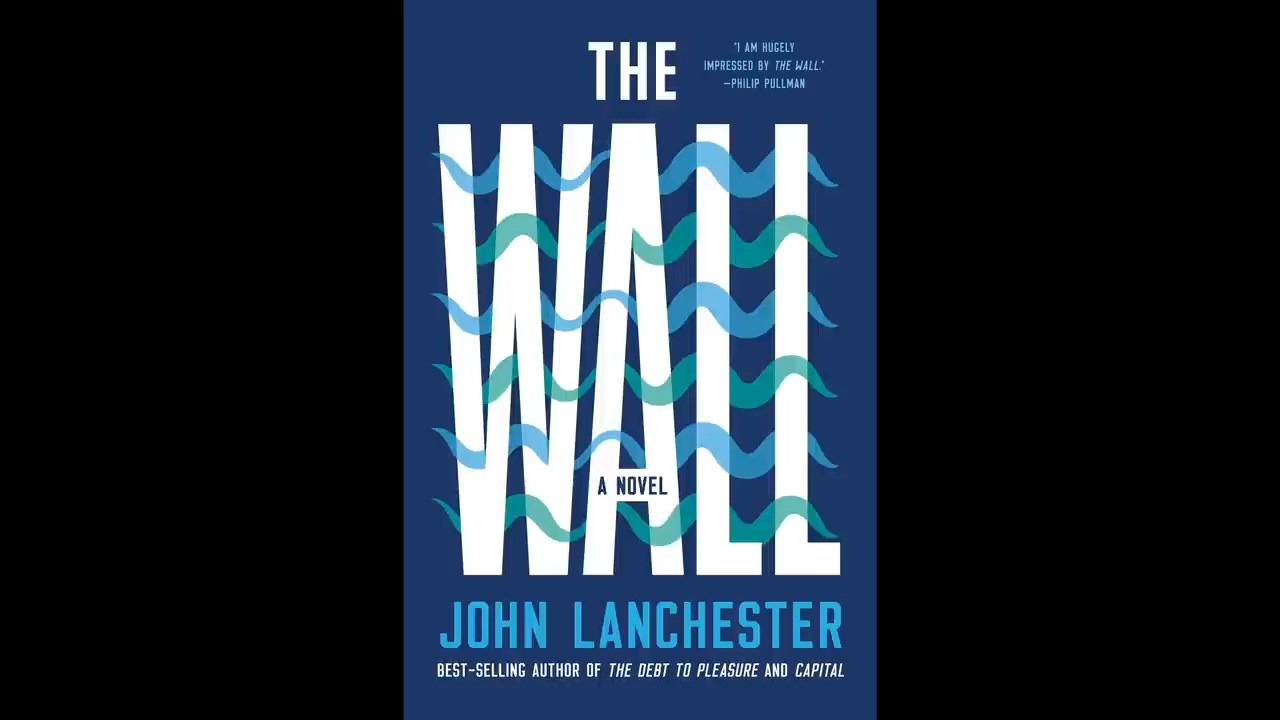 THE
"I AM HUGELY
IMPRESSED BY THE WALL."
—PHILIP PULLMAN
WALL
A NOVEL
JOHN LANCHESTER
BEST-SELLING AUTHOR OF THE DEBT TO PLEASURE AND CAPITAL